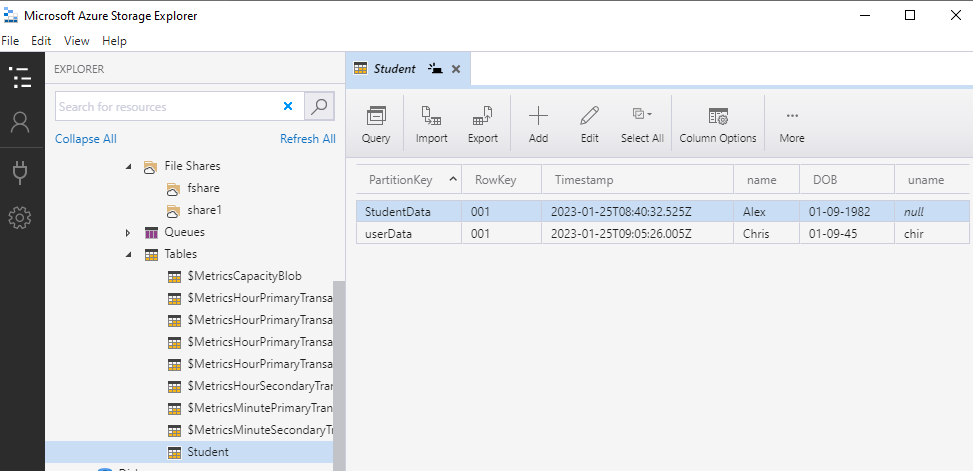 Microsoft Azure Storage Explorer
File Edit View Help
EXPLORER
Search for resources
Collapse All Refresh All
File Shares
fshare
share1
Queues
Tables
$MetricsCapacityBlob
$MetricsHourPrimaryTransa
$MetricsHourPrimaryTransa
$MetricsHourPrimaryTransa
$MetricsHourPrimaryTransa
$MetricsHourSecondaryTran
$MetricsMinutePrimaryTran
$MetricsMinuteSecondaryT
Student
Student
Query Import Export Add Edit Select All Column Options More
PartitionKey RowKey Timestamp name DOB uname
StudentData 001 2023-01-25T08:40:32.525Z Alex 01-09-1982 null
userData 001 2023-01-25T09:05:26.005Z Chris 01-09-45 chir